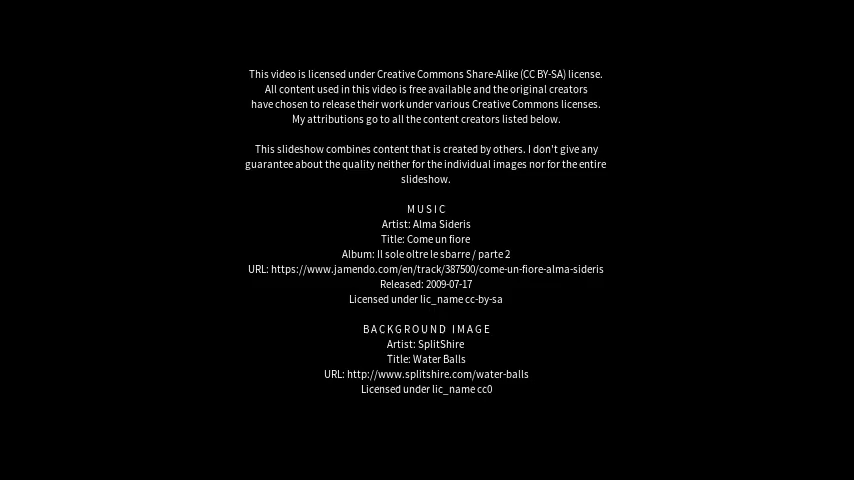 This video is licensed under Creative Commons Share-Alike (CC BY-SA) license.
All content used in this video is free available and the original creators
have chosen to release their work under various Creative Commons licenses.
My attributions go to all the content creators listed below.
This slideshow combines content that is created by others. I don't give any
guarantee about the quality neither for the individual images nor for the entire
slideshow.
MUSIC
Artist: Alma Sideris
Title: Come un fiore
Album: Il sole oltre le sbarre / parte 2
URL: https://www.jamendo.com/en/track/387500/come-un-fiore-alma-sideris
Released: 2009-07-17
Licensed under lic_name cc-by-sa
BACKGROUND IMAGE
Artist: SplitShire
Title: Water Balls
URL: http://www.splitshire.com/water-balls
Licensed under lic_name cc0